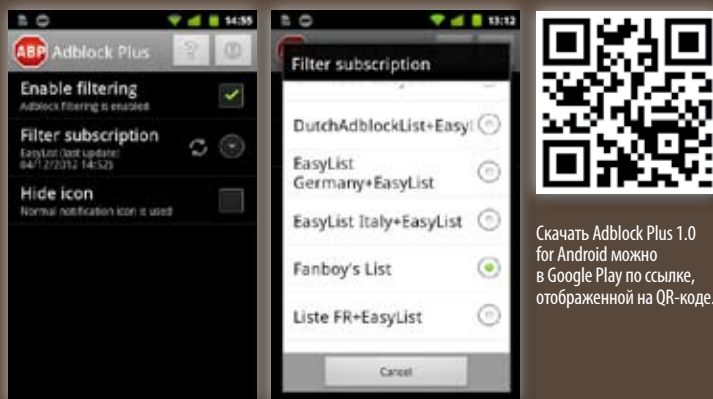 14:55
ABP Adblock Plus
?
Enable filtering
Adblock filtering is enabled
Filter subscription
EasyList (last update:
04/12/2012 14:52)
Hide icon
Normal notification icon is used
13:12
Filter subscription
DutchAdblockList+Easyl
EasyList
Germany+EasyList
EasyList Italy+EasyList
Fanboy's List
Liste FR+EasyList
Cancel
Скачать Adblock Plus 1.0
for Android можно
в Google Play по ссылке,
отображенной на QR-коде.